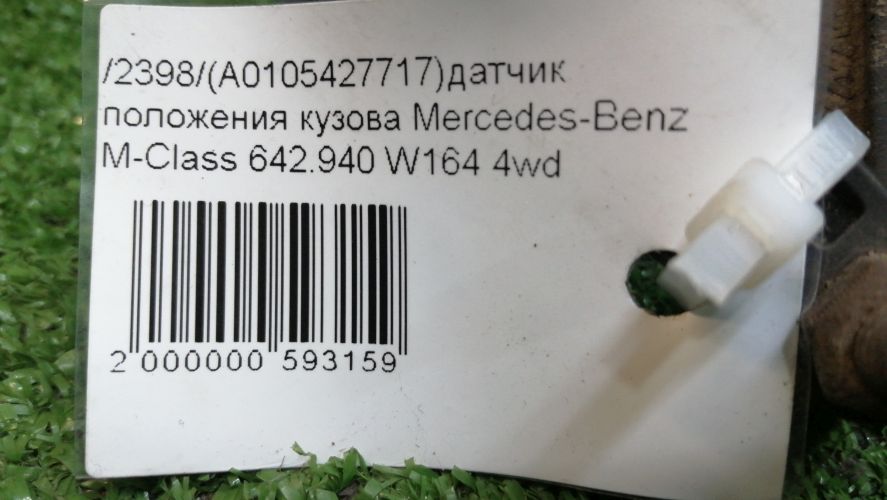 /2398/(A0105427717)датчик
положения кузова Mercedes-Benz
M-Class 642.940 W164 4wd
2 000000 593159